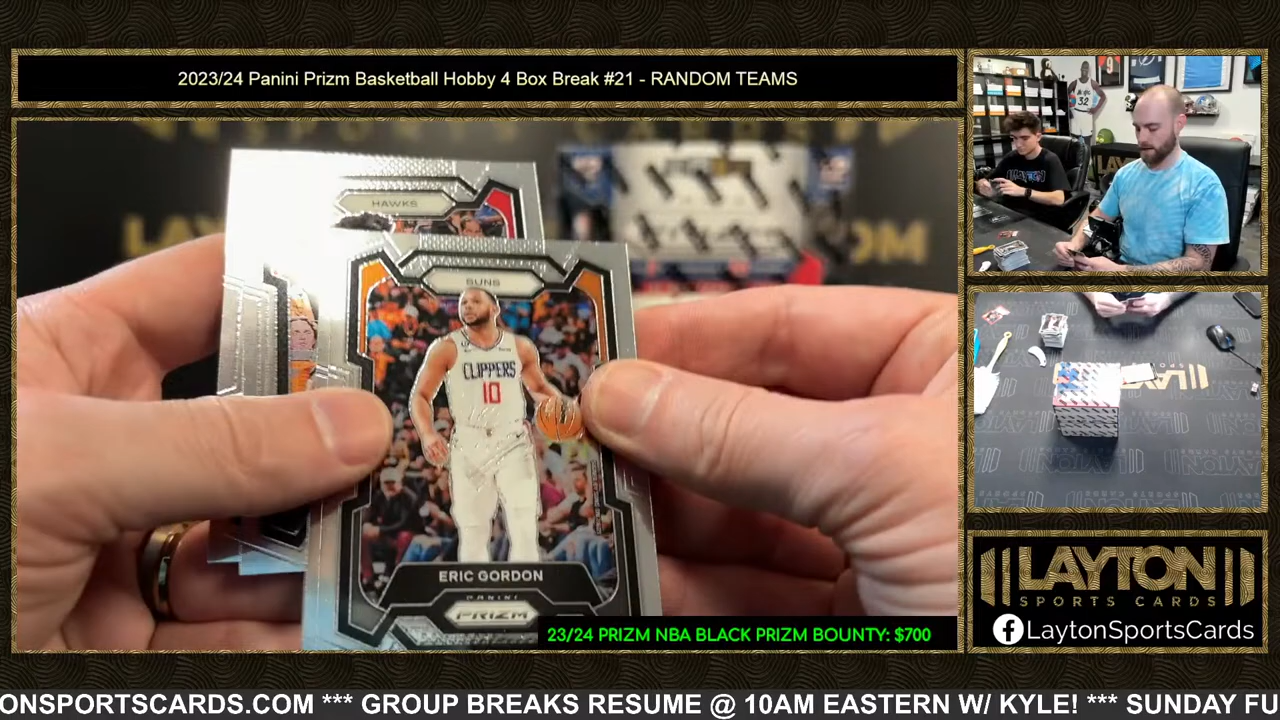 2023/24 Panini Prizm Basketball Hobby 4 Box Break #21 - RANDOM TEAMS
HAWKS
SUNS
CLIPPERS
10
ERIC GORDON
PANINI
PRIZM
23/24 PRIZM NBA BLACK PRIZM BOUNTY: $700
32
LAYTON
LAYTON
SPORTS CARDS
LaytonSportsCards
ONSPORTSCARDS.COM *** GROUP BREAKS RESUME @ 10AM EASTERN W/ KYLE! *** SUNDAY FU